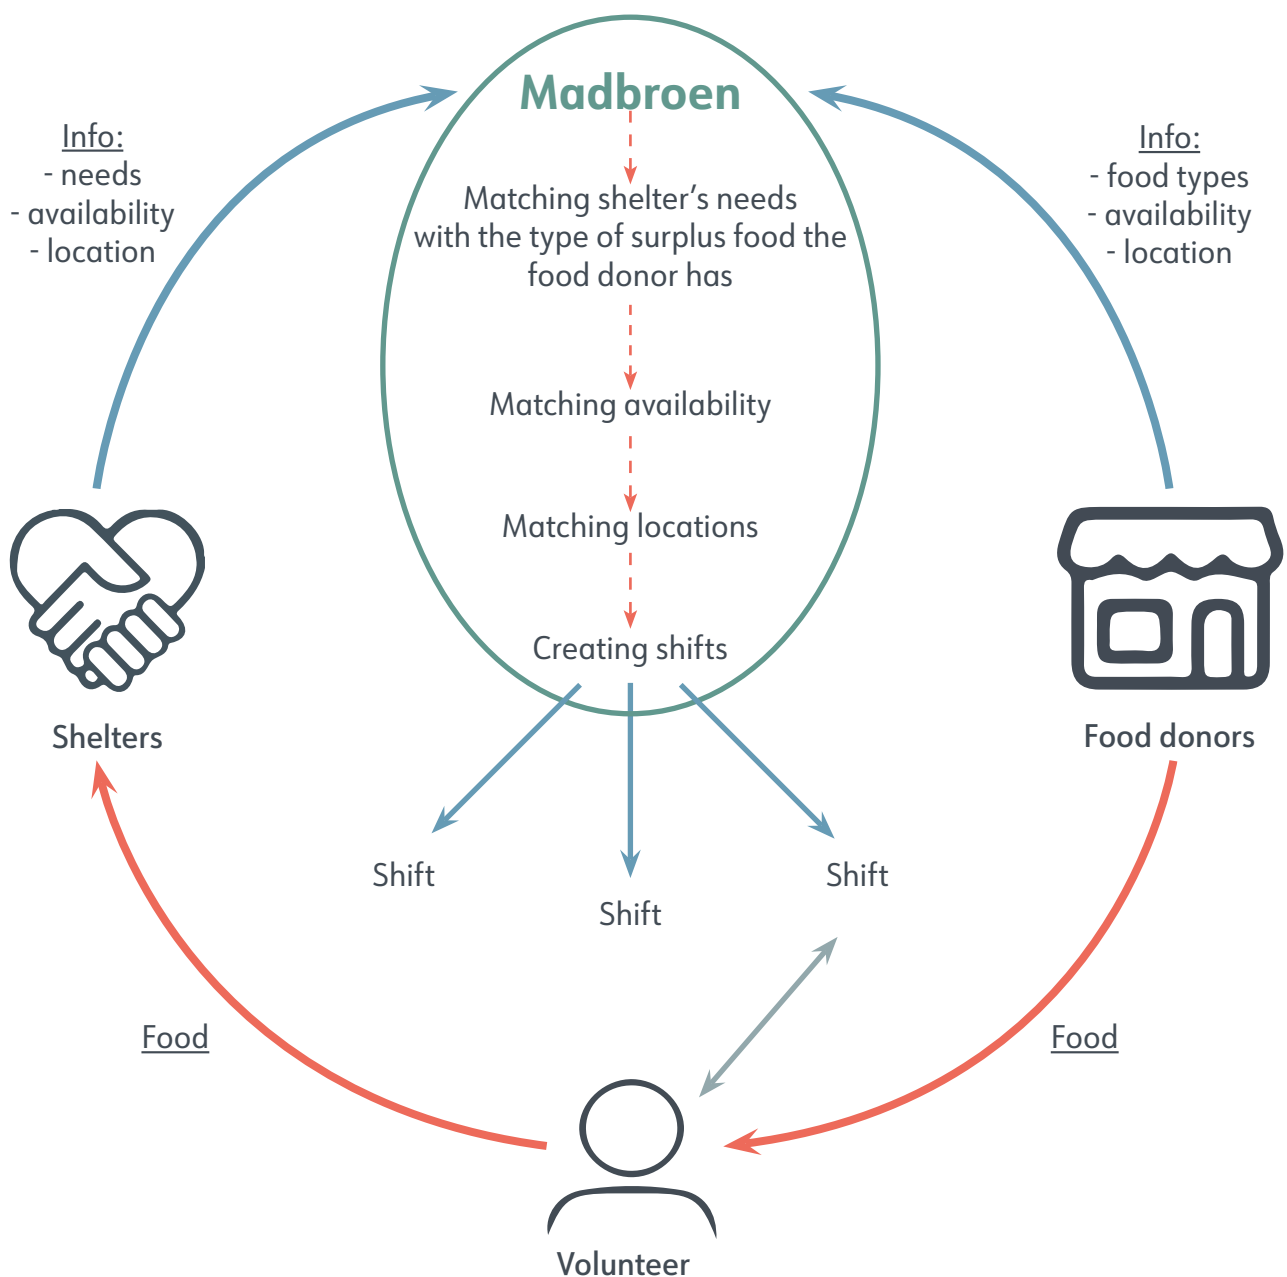 Madbroen
Info:
- needs
- availability
- location
Info:
- food types
- availability
- location
Matching shelter’s needs
with the type of surplus food the
food donor has
Matching availability
Matching locations
Creating shifts
Shelters
Food donors
Shift
Shift
Shift
Food
Food
Volunteer